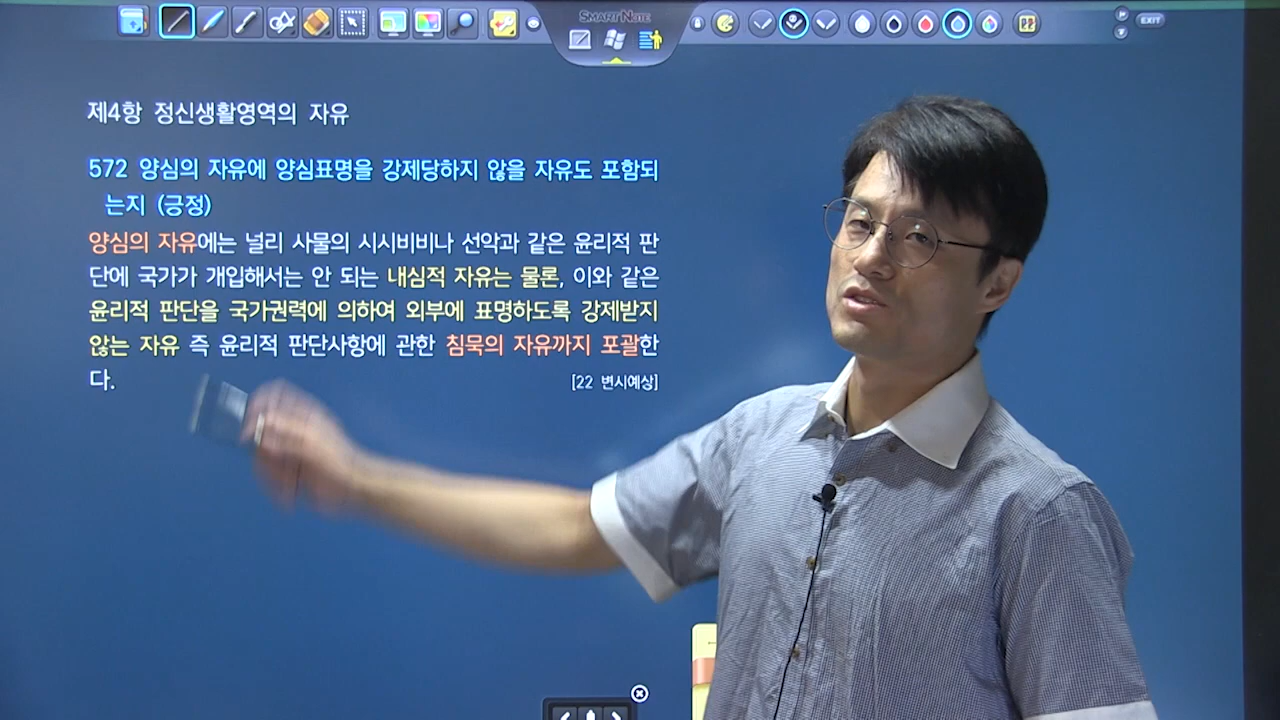 SMART NOTE
EXIT
제4항 정신생활영역의 자유
572 양심의 자유에 양심표명을 강제당하지 않을 자유도 포함되
는지 (긍정)
양심의 자유에는 널리 사물의 시시비비나 선악과 같은 윤리적 판
단에 국가가 개입해서는 안 되는 내심적 자유는 물론, 이와 같은
윤리적 판단을 국가권력에 의하여 외부에 표명하도록 강제받지
않는 자유 즉 윤리적 판단사항에 관한 침묵의 자유까지 포괄한
다. [22 변시예상]